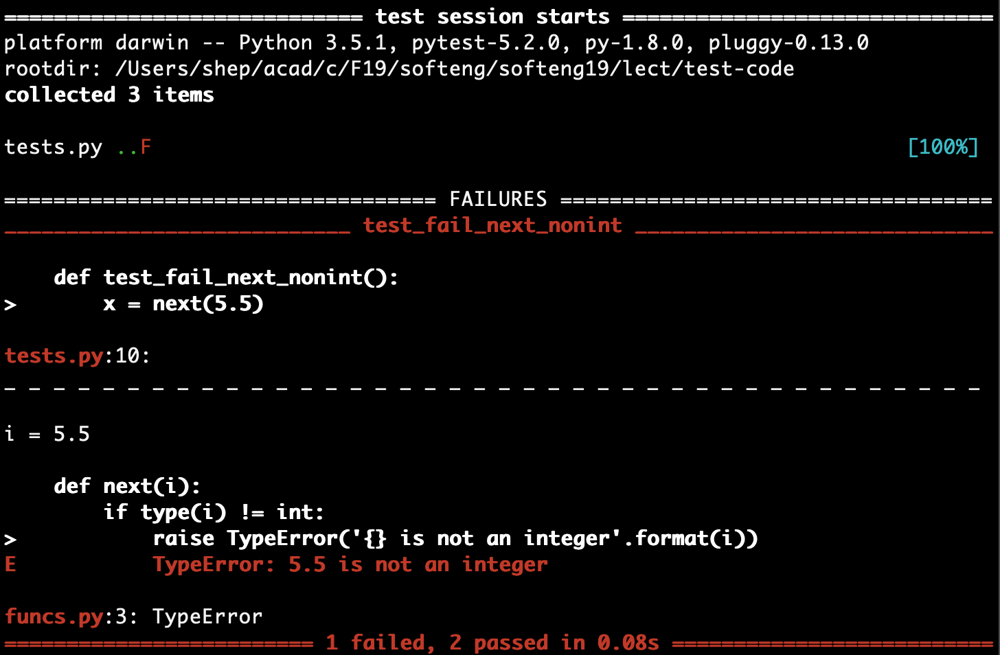 ============================= test session starts ==============================
platform darwin -- Python 3.5.1, pytest-5.2.0, py-1.8.0, pluggy-0.13.0
rootdir: /Users/shep/acad/c/F19/softeng/softeng19/lect/test-code
collected 3 items

tests.py ..F                                                             [100%]

=================================== FAILURES ===================================
____________________________ test_fail_next_nonint _____________________________

    def test_fail_next_nonint():
>       x = next(5.5)

tests.py:10:
_ _ _ _ _ _ _ _ _ _ _ _ _ _ _ _ _ _ _ _ _ _ _ _ _ _ _ _ _ _ _ _ _ _ _ _ _ _ _ _

i = 5.5

    def next(i):
        if type(i) != int:
>           raise TypeError('{} is not an integer'.format(i))
E           TypeError: 5.5 is not an integer

funcs.py:3: TypeError
========================= 1 failed, 2 passed in 0.08s ==========================